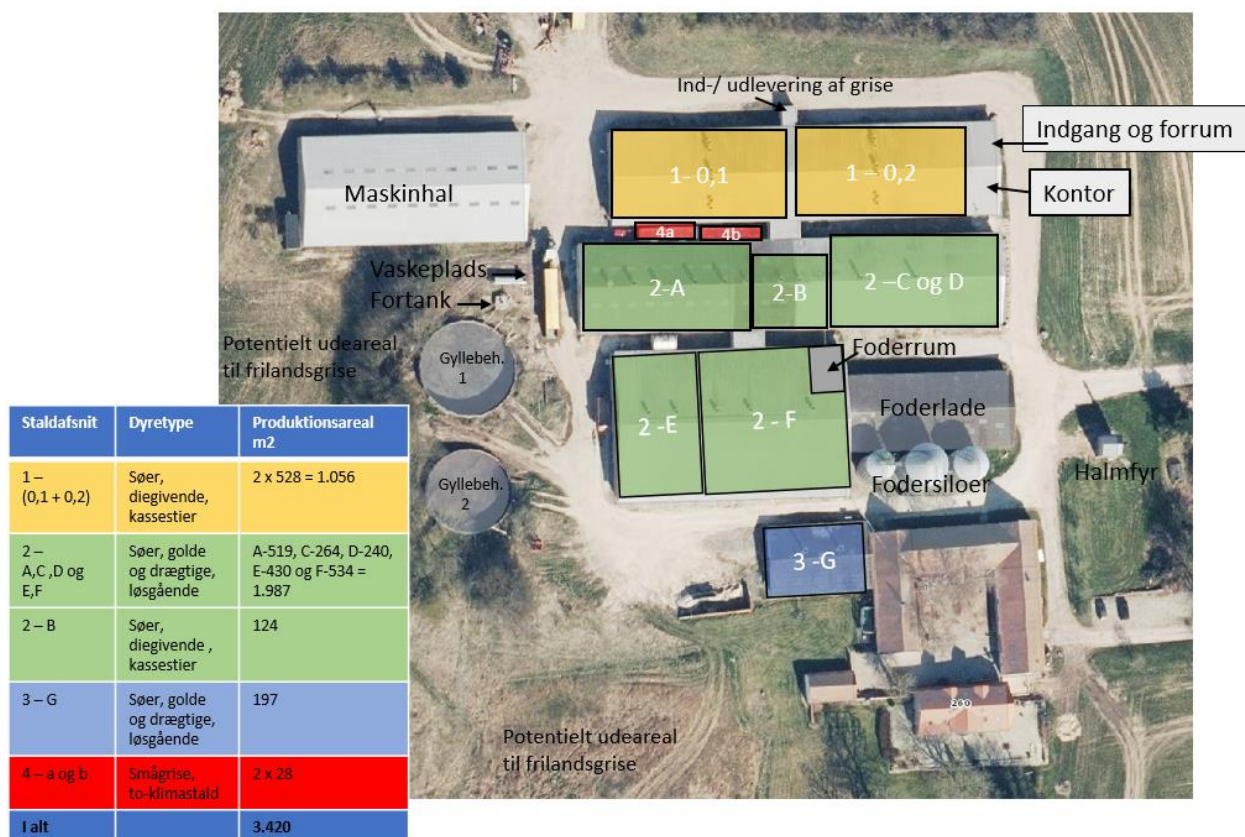 Ind-/ udlevering af grise
Indgang og forrum
Kontor
Maskinhal
1- 0,1
1 – 0,2
4a
4b
Vaskeplads
Fortank
2-A
2-B
2 –C og D
Potentielt udeareal
til frilandsgrise
Gyllebeh.
1
Foderrum
2 -E
2 - F
Foderlade
Gyllebeh.
2
Fodersiloer
Halmfyr
3 -G
260
Potentielt udeareal
til frilandsgrise
Staldafsnit Dyretype Produktionsareal
m2
1 –
(0,1 + 0,2)
Søer,
diegivende,
kassestier
2 x 528 = 1.056
2 –
A,C ,D og
E,F
Søer, golde
og drægtige,
løsgående
A-519, C-264, D-240,
E-430 og F-534 =
1.987
2 – B
Søer,
diegivende ,
kassestier
124
3 – G
Søer, golde
og drægtige,
løsgående
197
4 – a og b
Smågrise,
to-klimastald
2 x 28
I alt 3.420